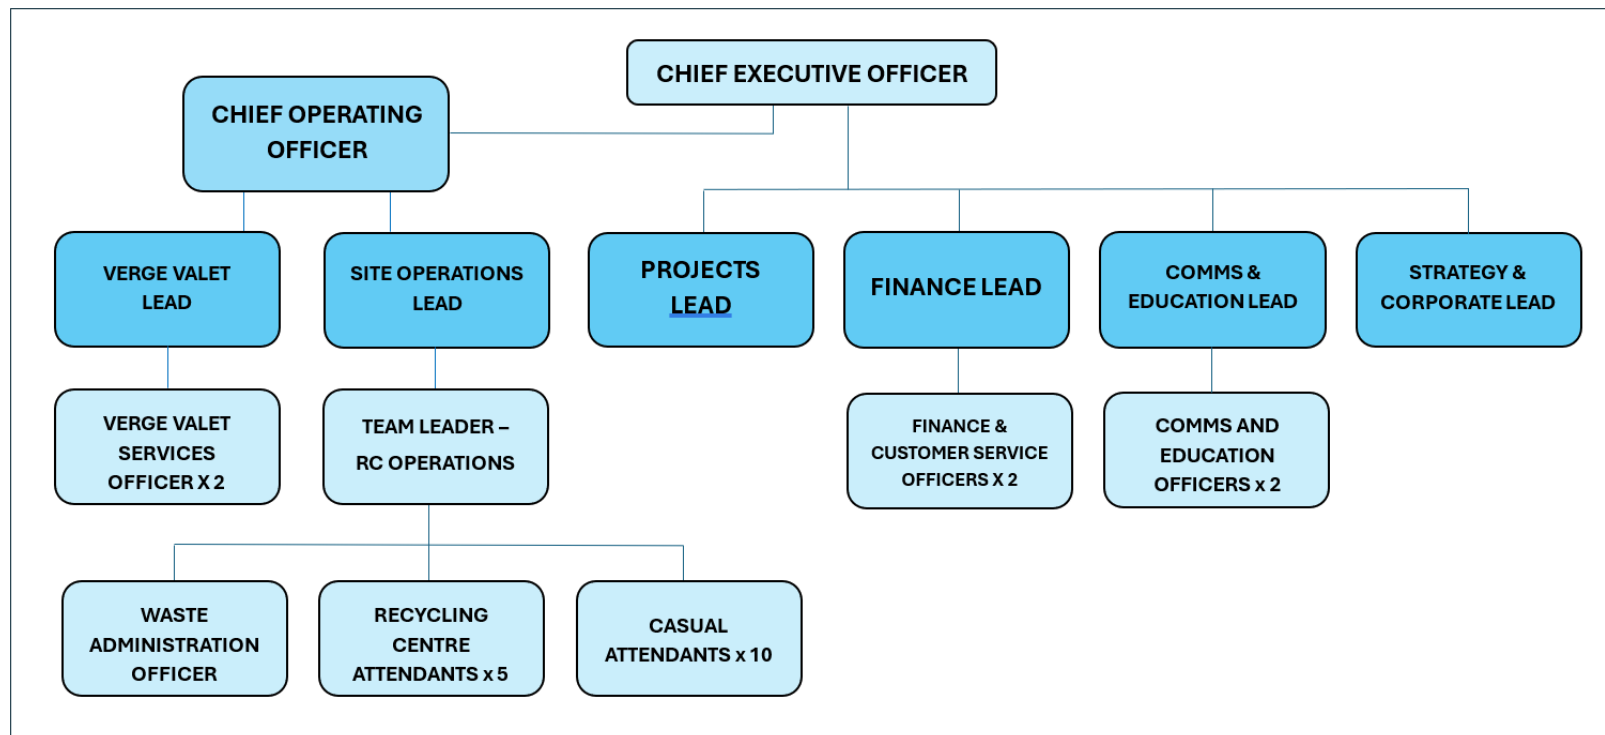 CHIEF EXECUTIVE OFFICER
CHIEF OPERATING
OFFICER
VERGE VALET
LEAD
SITE OPERATIONS
LEAD
PROJECTS
LEAD
FINANCE LEAD
COMMS &
EDUCATION LEAD
STRATEGY &
CORPORATE LEAD
VERGE VALET
SERVICES
OFFICER X 2
TEAM LEADER –
RC OPERATIONS
FINANCE &
CUSTOMER SERVICE
OFFICERS X 2
COMMS AND
EDUCATION
OFFICERS x 2
WASTE
ADMINISTRATION
OFFICER
RECYCLING
CENTRE
ATTENDANTS x 5
CASUAL
ATTENDANTS x 10